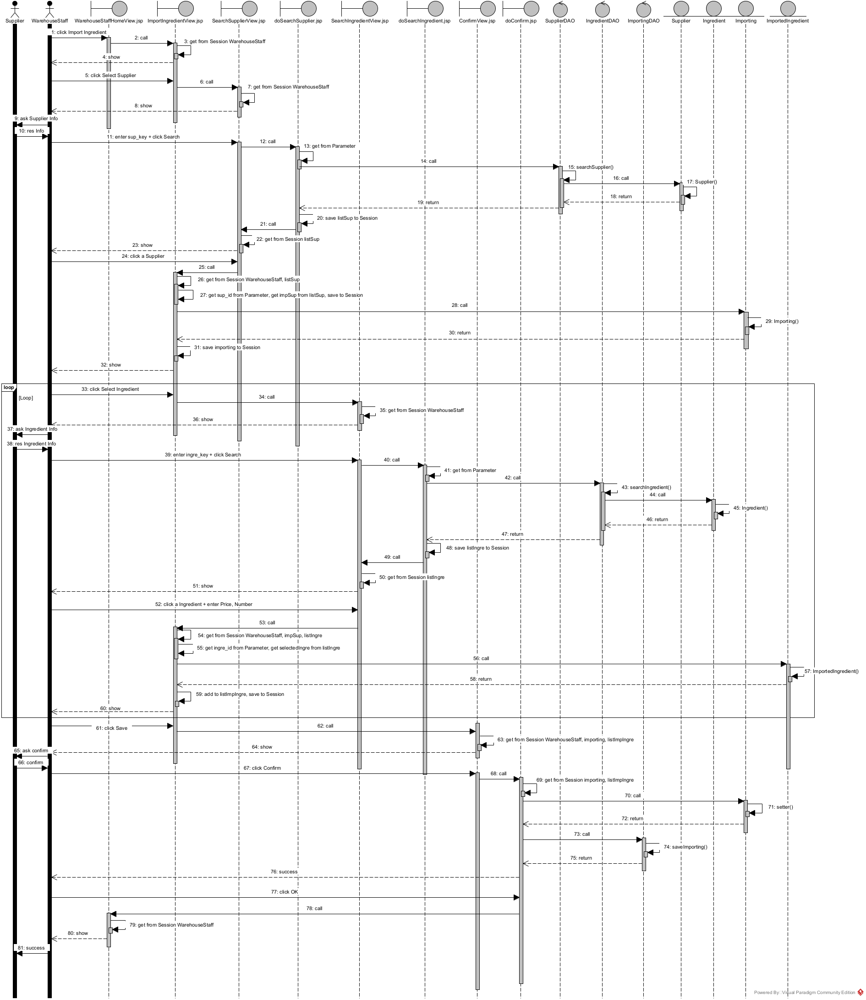 Supplier
WarehouseStaff
WarehouseStaffHomeView.jsp
ImportIngredientView.jsp
SearchSupplierView.jsp
doSearchSupplier.jsp
SearchIngredientView.jsp
doSearchIngredient.jsp
ConfirmView.jsp
doConfirm.jsp
SupplierDAO
IngredientDAO
ImportingDAO
Supplier
Ingredient
Importing
ImportedIngredient
1: click Import Ingredient
2: call
3: get from Session WarehouseStaff
4: show
5: click Select Supplier
6: call
7: get from Session WarehouseStaff
8: show
9: ask Supplier Info
10: res Info
11: enter sup_key + click Search
12: call
13: get from Parameter
14: call
15: searchSupplier()
16: call
17: Supplier()
18: return
19: return
20: save listSup to Session
21: call
22: get from Session listSup
23: show
24: click a Supplier
25: call
26: get from Session WarehouseStaff, listSup
27: get sup_id from Parameter, get impSup from listSup, save to Session
28: call
29: Importing()
30: return
31: save importing to Session
32: show
loop
[Loop]
33: click Select Ingredient
34: call
35: get from Session WarehouseStaff
36: show
37: ask Ingredient Info
38: res Ingredient Info
39: enter ingre_key + click Search
40: call
41: get from Parameter
42: call
43: searchIngredient()
44: call
45: Ingredient()
46: return
47: return
48: save listIngre to Session
49: call
50: get from Session listIngre
51: show
52: click a Ingredient + enter Price, Number
53: call
54: get from Session WarehouseStaff, impSup, listIngre
55: get ingre_id from Parameter, get selectedIngre from listIngre
56: call
57: ImportedIngredient()
58: return
59: add to listImpIngre, save to Session
60: show
61: click Save
62: call
63: get from Session WarehouseStaff, importing, listImpIngre
64: show
65: ask confirm
66: confirm
67: click Confirm
68: call
69: get from Session importing, listImpIngre
70: call
71: setter()
72: return
73: call
74: saveImporting()
75: return
76: success
77: click OK
78: call
79: get from Session WarehouseStaff
80: show
81: success
Powered By Visual Paradigm Community Edition